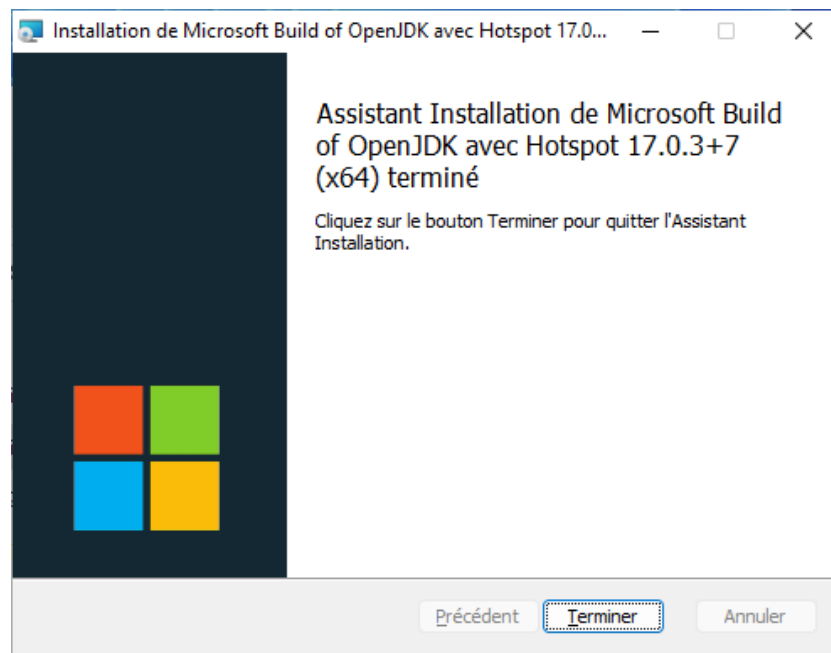 Installation de Microsoft Build of OpenJDK avec Hotspot 17.0...
Assistant Installation de Microsoft Build
of OpenJDK avec Hotspot 17.0.3+7
(x64) terminé
Cliquez sur le bouton Terminer pour quitter l'Assistant
Installation.
Précédent Terminer Annuler